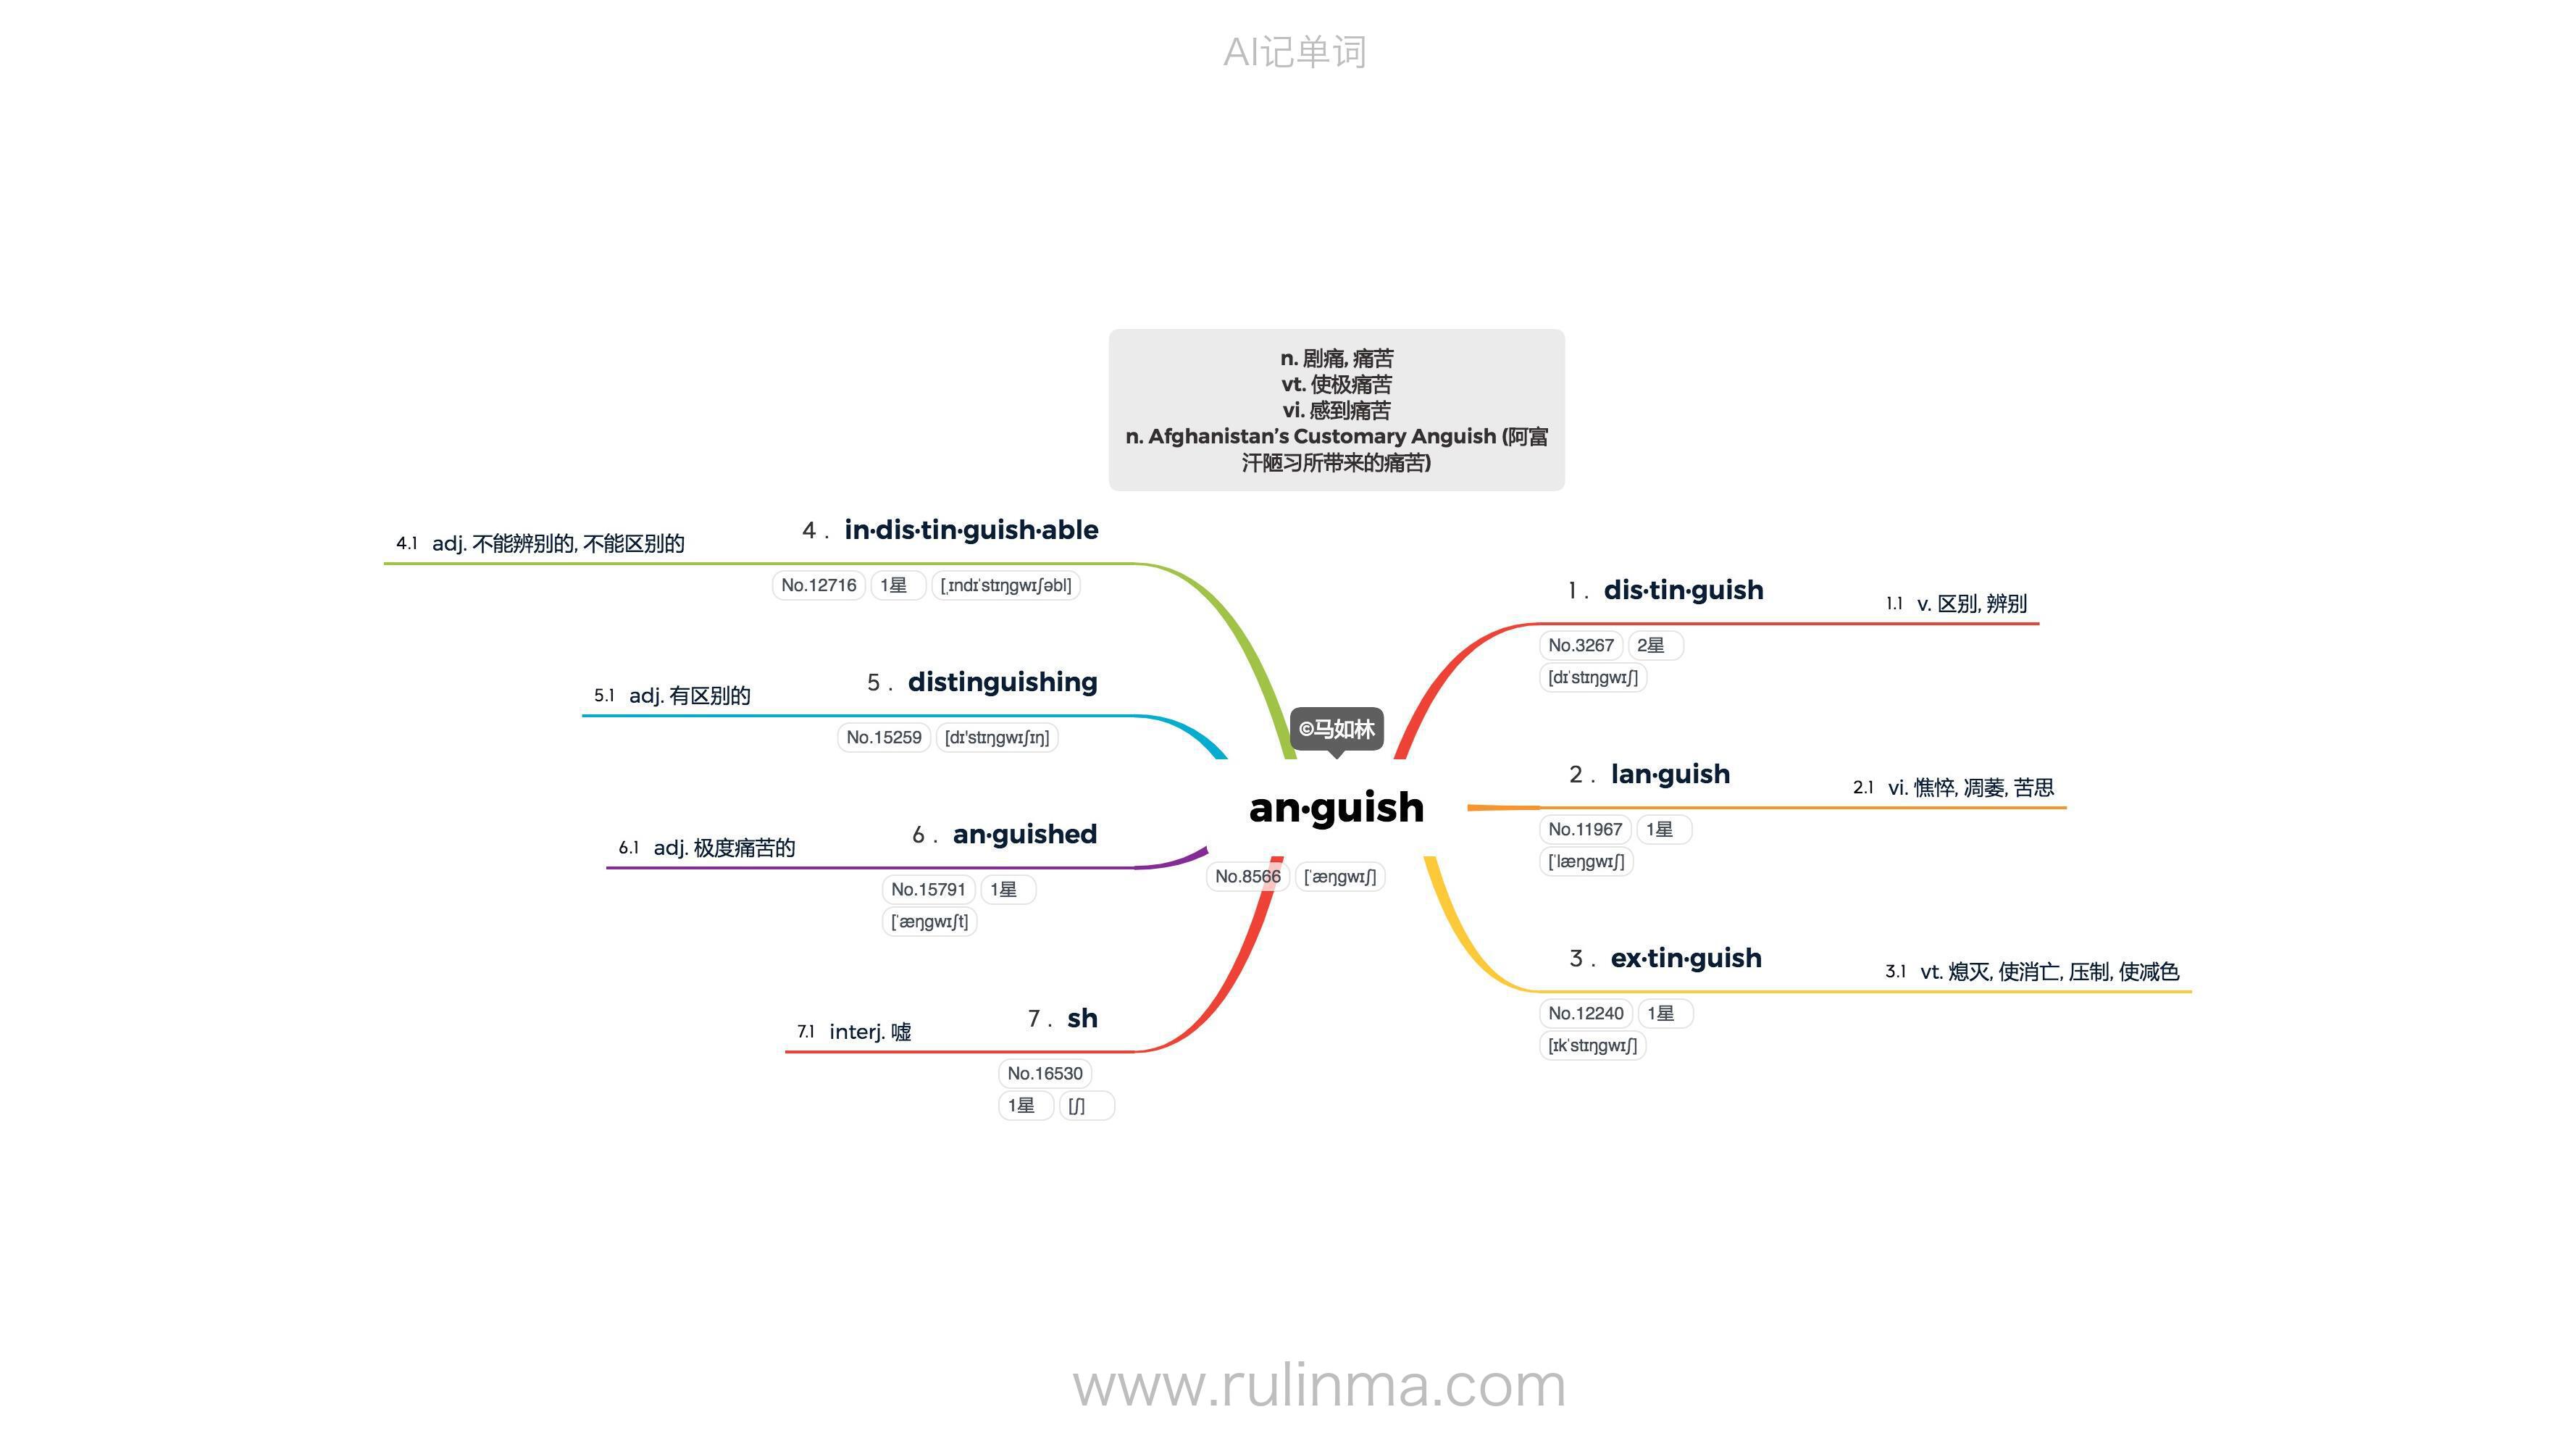 AI记单词
n. 剧痛, 痛苦
vt. 使极痛苦
vi. 感到痛苦
n. Afghanistan’s Customary Anguish (阿富
汗陋习所带来的痛苦)
©马如林
an·guish
No.8566 [ˈæŋgwɪʃ]
1 . dis·tin·guish
1.1 v. 区别, 辨别
No.3267 2星
[dɪˈstɪŋgwɪʃ]
2 . lan·guish
2.1 vi. 憔悴, 凋萎, 苦思
No.11967 1星
[ˈlæŋgwɪʃ]
3 . ex·tin·guish
3.1 vt. 熄灭, 使消亡, 压制, 使减色
No.12240 1星
[ɪkˈstɪŋgwɪʃ]
4 . in·dis·tin·guish·able
4.1 adj. 不能辨别的, 不能区别的
No.12716 1星 [ˌɪndɪˈstɪŋgwɪʃəbl]
5 . distinguishing
5.1 adj. 有区别的
No.15259 [dɪ'stɪŋgwɪʃɪŋ]
6 . an·guished
6.1 adj. 极度痛苦的
No.15791 1星
[ˈæŋgwɪʃt]
7 . sh
7.1 interj. 嘘
No.16530
1星 [ʃ]
www.rulinma.com